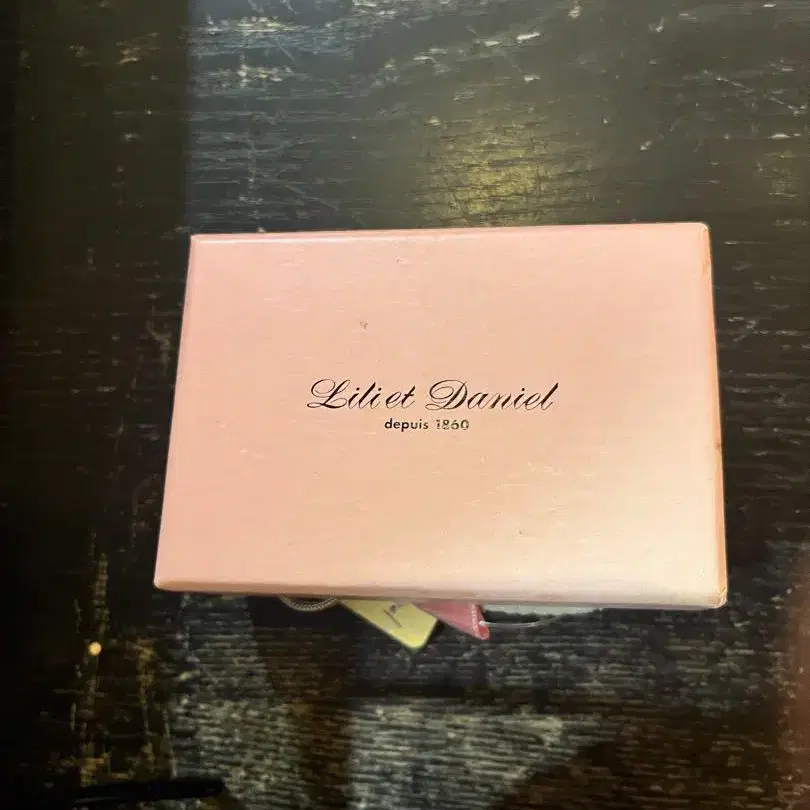 Lili et Daniel
depuis 1860